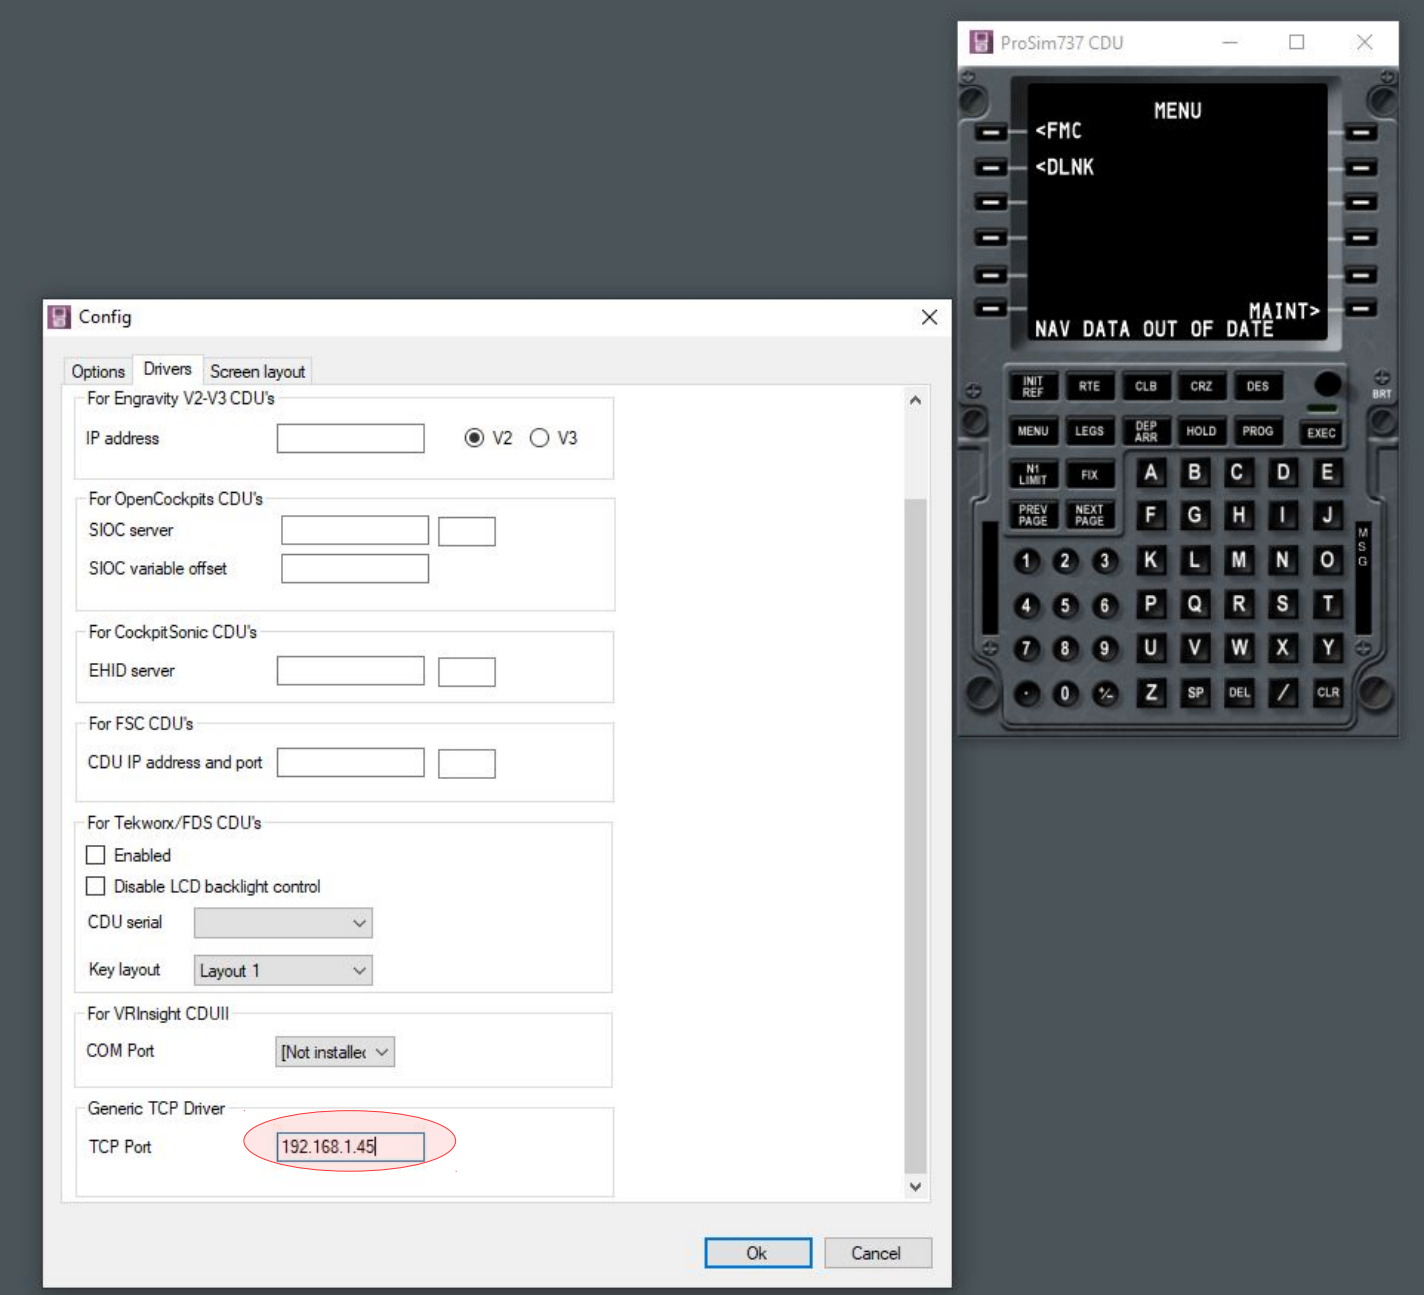 ProSim737 CDU
MENU
<FMC
<DLNK
MAINT>
NAV DATA OUT OF DATE
INIT REF
RTE
CLB
CRZ
DES
BRT
MENU
LEGS
DEP ARR
HOLD
PROG
EXEC
N1 LIMIT
FIX
A B C D E
PREV PAGE
NEXT PAGE
F G H I J
MSG
1 2 3
K L M N O
4 5 6
P Q R S T
7 8 9
U V W X Y
. 0 +/-
Z SP DEL / CLR
Config
Options Drivers Screen layout
For Engravity V2-V3 CDU's
IP address V2 V3
For OpenCockpits CDU's
SIOC server
SIOC variable offset
For CockpitSonic CDU's
EHID server
For FSC CDU's
CDU IP address and port
For Tekworx/FDS CDU's
Enabled
Disable LCD backlight control
CDU serial
Key layout Layout 1
For VRInsight CDUII
COM Port [Not installec
Generic TCP Driver
TCP Port 192.168.1.45
Ok Cancel